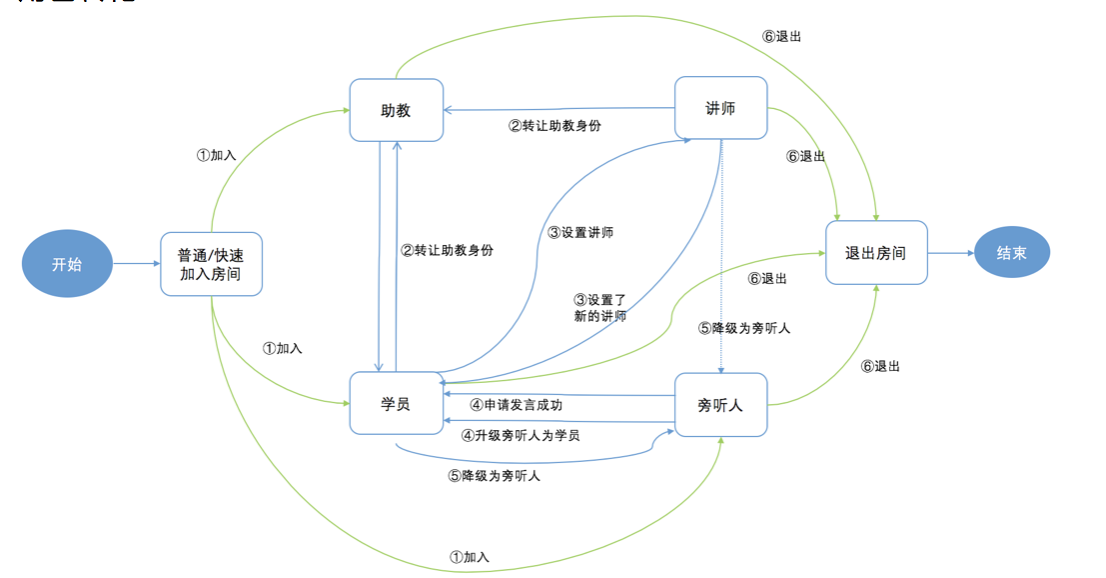 ⑥退出
助教
讲师
②转让助教身份
①加入
⑥退出
③设置讲师
②转让助教身份
普通/快速
加入房间
开始
退出房间
结束
⑥退出
③设置了
新的讲师
⑤降级为旁听人
①加入
⑥退出
学员
④申请发言成功
旁听人
④升级旁听人为学员
⑤降级为旁听人
①加入